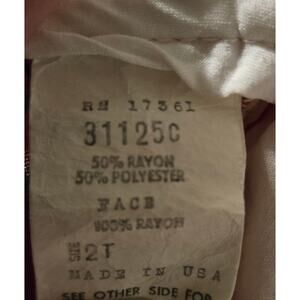 RN 17361
31125C
50% RAYON
50% POLYESTER
FACE
100% RAYON
SIZE 2T
MADE IN USA
SEE OTHER SIDE FOR